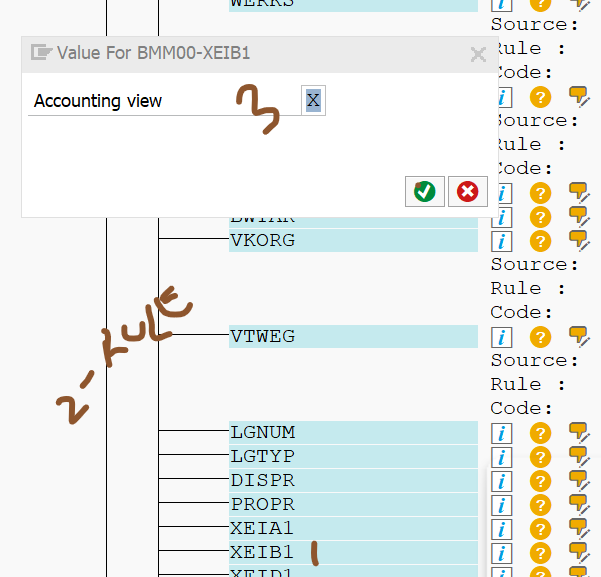 WERKS
Source:
Value For BMM00-XEIB1
Rule :
Code:
Accounting view 3 X
Source:
Rule :
Code:
BWTAR
VKORG
Source:
Rule :
Code:
2- RULE
VTWEG
Source:
Rule :
Code:
LGNUM
LGTYP
DISPR
PROPR
XEIA1
XEIB1 1
XEID1